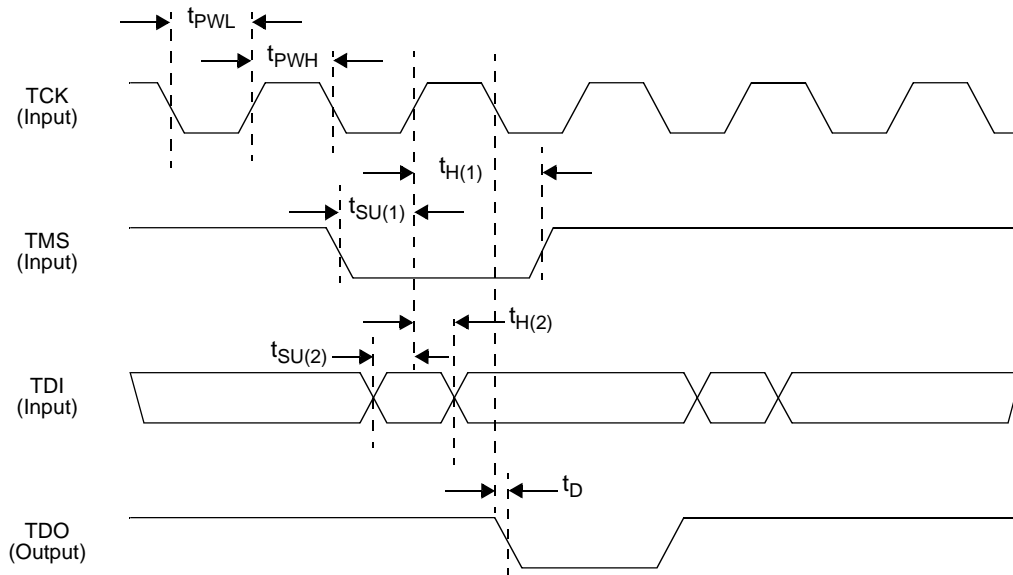 tPWL
tPWH
TCK
(Input)
tH(1)
tSU(1)
TMS
(Input)
tH(2)
tSU(2)
TDI
(Input)
tD
TDO
(Output)